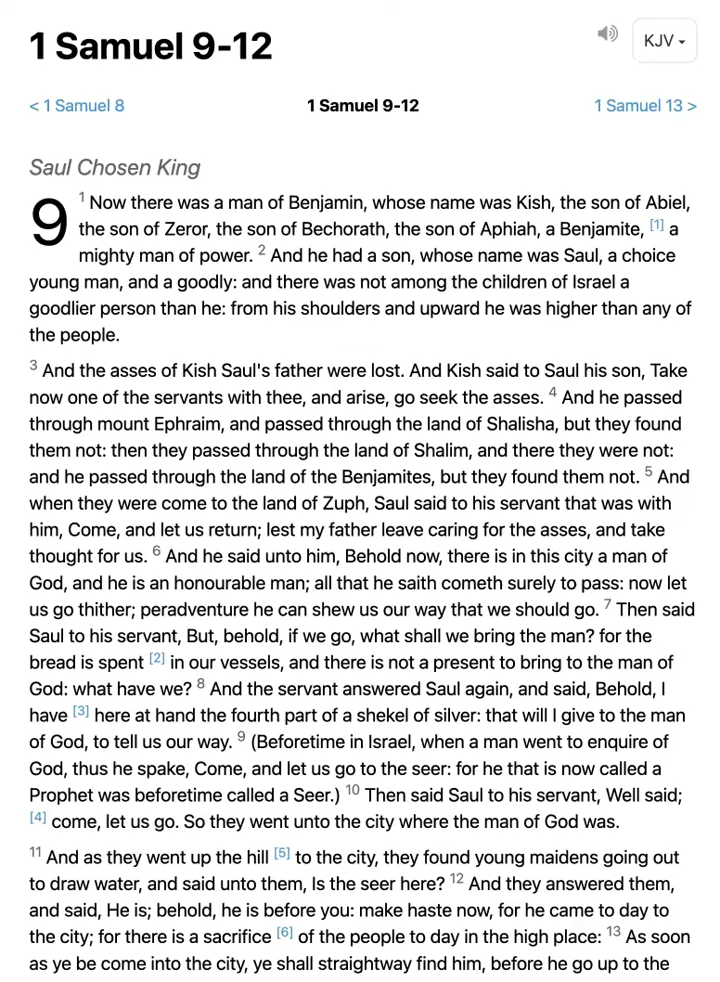 1 Samuel 9-12
KJV
< 1 Samuel 8
1 Samuel 9-12
1 Samuel 13 >
Saul Chosen King
9 1 Now there was a man of Benjamin, whose name was Kish, the son of Abiel,
the son of Zeror, the son of Bechorath, the son of Aphiah, a Benjamite, [1] a
mighty man of power. 2 And he had a son, whose name was Saul, a choice
young man, and a goodly: and there was not among the children of Israel a
goodlier person than he: from his shoulders and upward he was higher than any of
the people.
3 And the asses of Kish Saul's father were lost. And Kish said to Saul his son, Take
now one of the servants with thee, and arise, go seek the asses. 4 And he passed
through mount Ephraim, and passed through the land of Shalisha, but they found
them not: then they passed through the land of Shalim, and there they were not:
and he passed through the land of the Benjamites, but they found them not. 5 And
when they were come to the land of Zuph, Saul said to his servant that was with
him, Come, and let us return; lest my father leave caring for the asses, and take
thought for us. 6 And he said unto him, Behold now, there is in this city a man of
God, and he is an honourable man; all that he saith cometh surely to pass: now let
us go thither; peradventure he can shew us our way that we should go. 7 Then said
Saul to his servant, But, behold, if we go, what shall we bring the man? for the
bread is spent [2] in our vessels, and there is not a present to bring to the man of
God: what have we? 8 And the servant answered Saul again, and said, Behold, I
have [3] here at hand the fourth part of a shekel of silver: that will I give to the man
of God, to tell us our way. 9 (Beforetime in Israel, when a man went to enquire of
God, thus he spake, Come, and let us go to the seer: for he that is now called a
Prophet was beforetime called a Seer.) 10 Then said Saul to his servant, Well said;
[4] come, let us go. So they went unto the city where the man of God was.
11 And as they went up the hill [5] to the city, they found young maidens going out
to draw water, and said unto them, Is the seer here? 12 And they answered them,
and said, He is; behold, he is before you: make haste now, for he came to day to
the city; for there is a sacrifice [6] of the people to day in the high place: 13 As soon
as ye be come into the city, ye shall straightway find him, before he go up to the